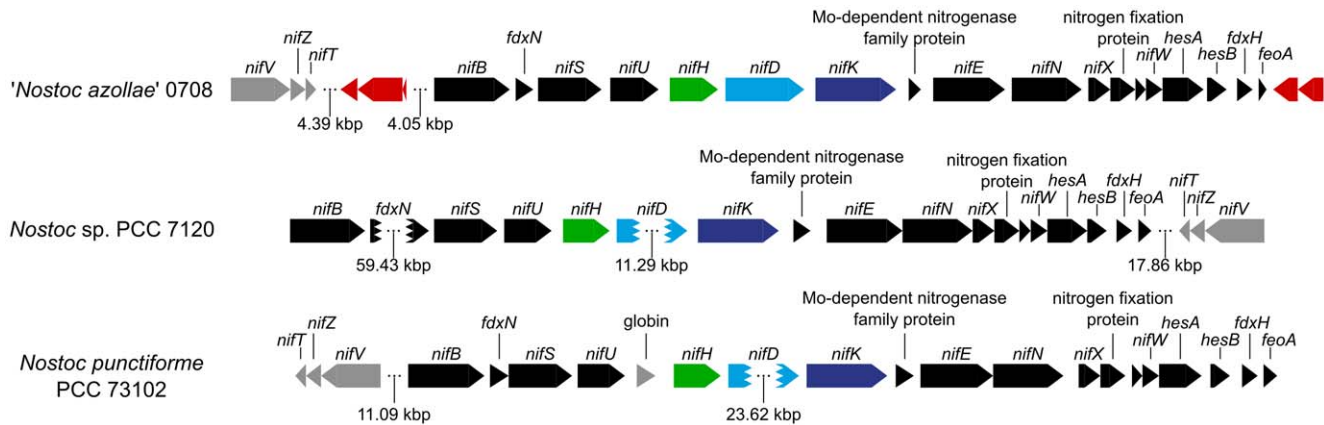 Mo-dependent nitrogenase nitrogen fixation
family protein protein hesA fdxH
nifZ fdxN nifW hesB feoA
nifV nifT nifB nifS nifU nifH nifD nifK nifE nifN nifX
'Nostoc azollae' 0708 ... ...
4.39 kbp 4.05 kbp
Mo-dependent nitrogenase nitrogen fixation
family protein protein hesA fdxH nifT
nifW hesB feoA nifZ
nifB fdxN nifS nifU nifH nifD nifK nifE nifN nifX nifV
Nostoc sp. PCC 7120 ... ... ...
59.43 kbp 11.29 kbp 17.86 kbp
Mo-dependent nitrogenase nitrogen fixation
family protein protein hesA fdxH
nifZ fdxN globin nifW hesB feoA
nifT nifV nifB nifS nifU nifH nifD nifK nifE nifN nifX
Nostoc punctiforme ... ...
PCC 73102
11.09 kbp 23.62 kbp